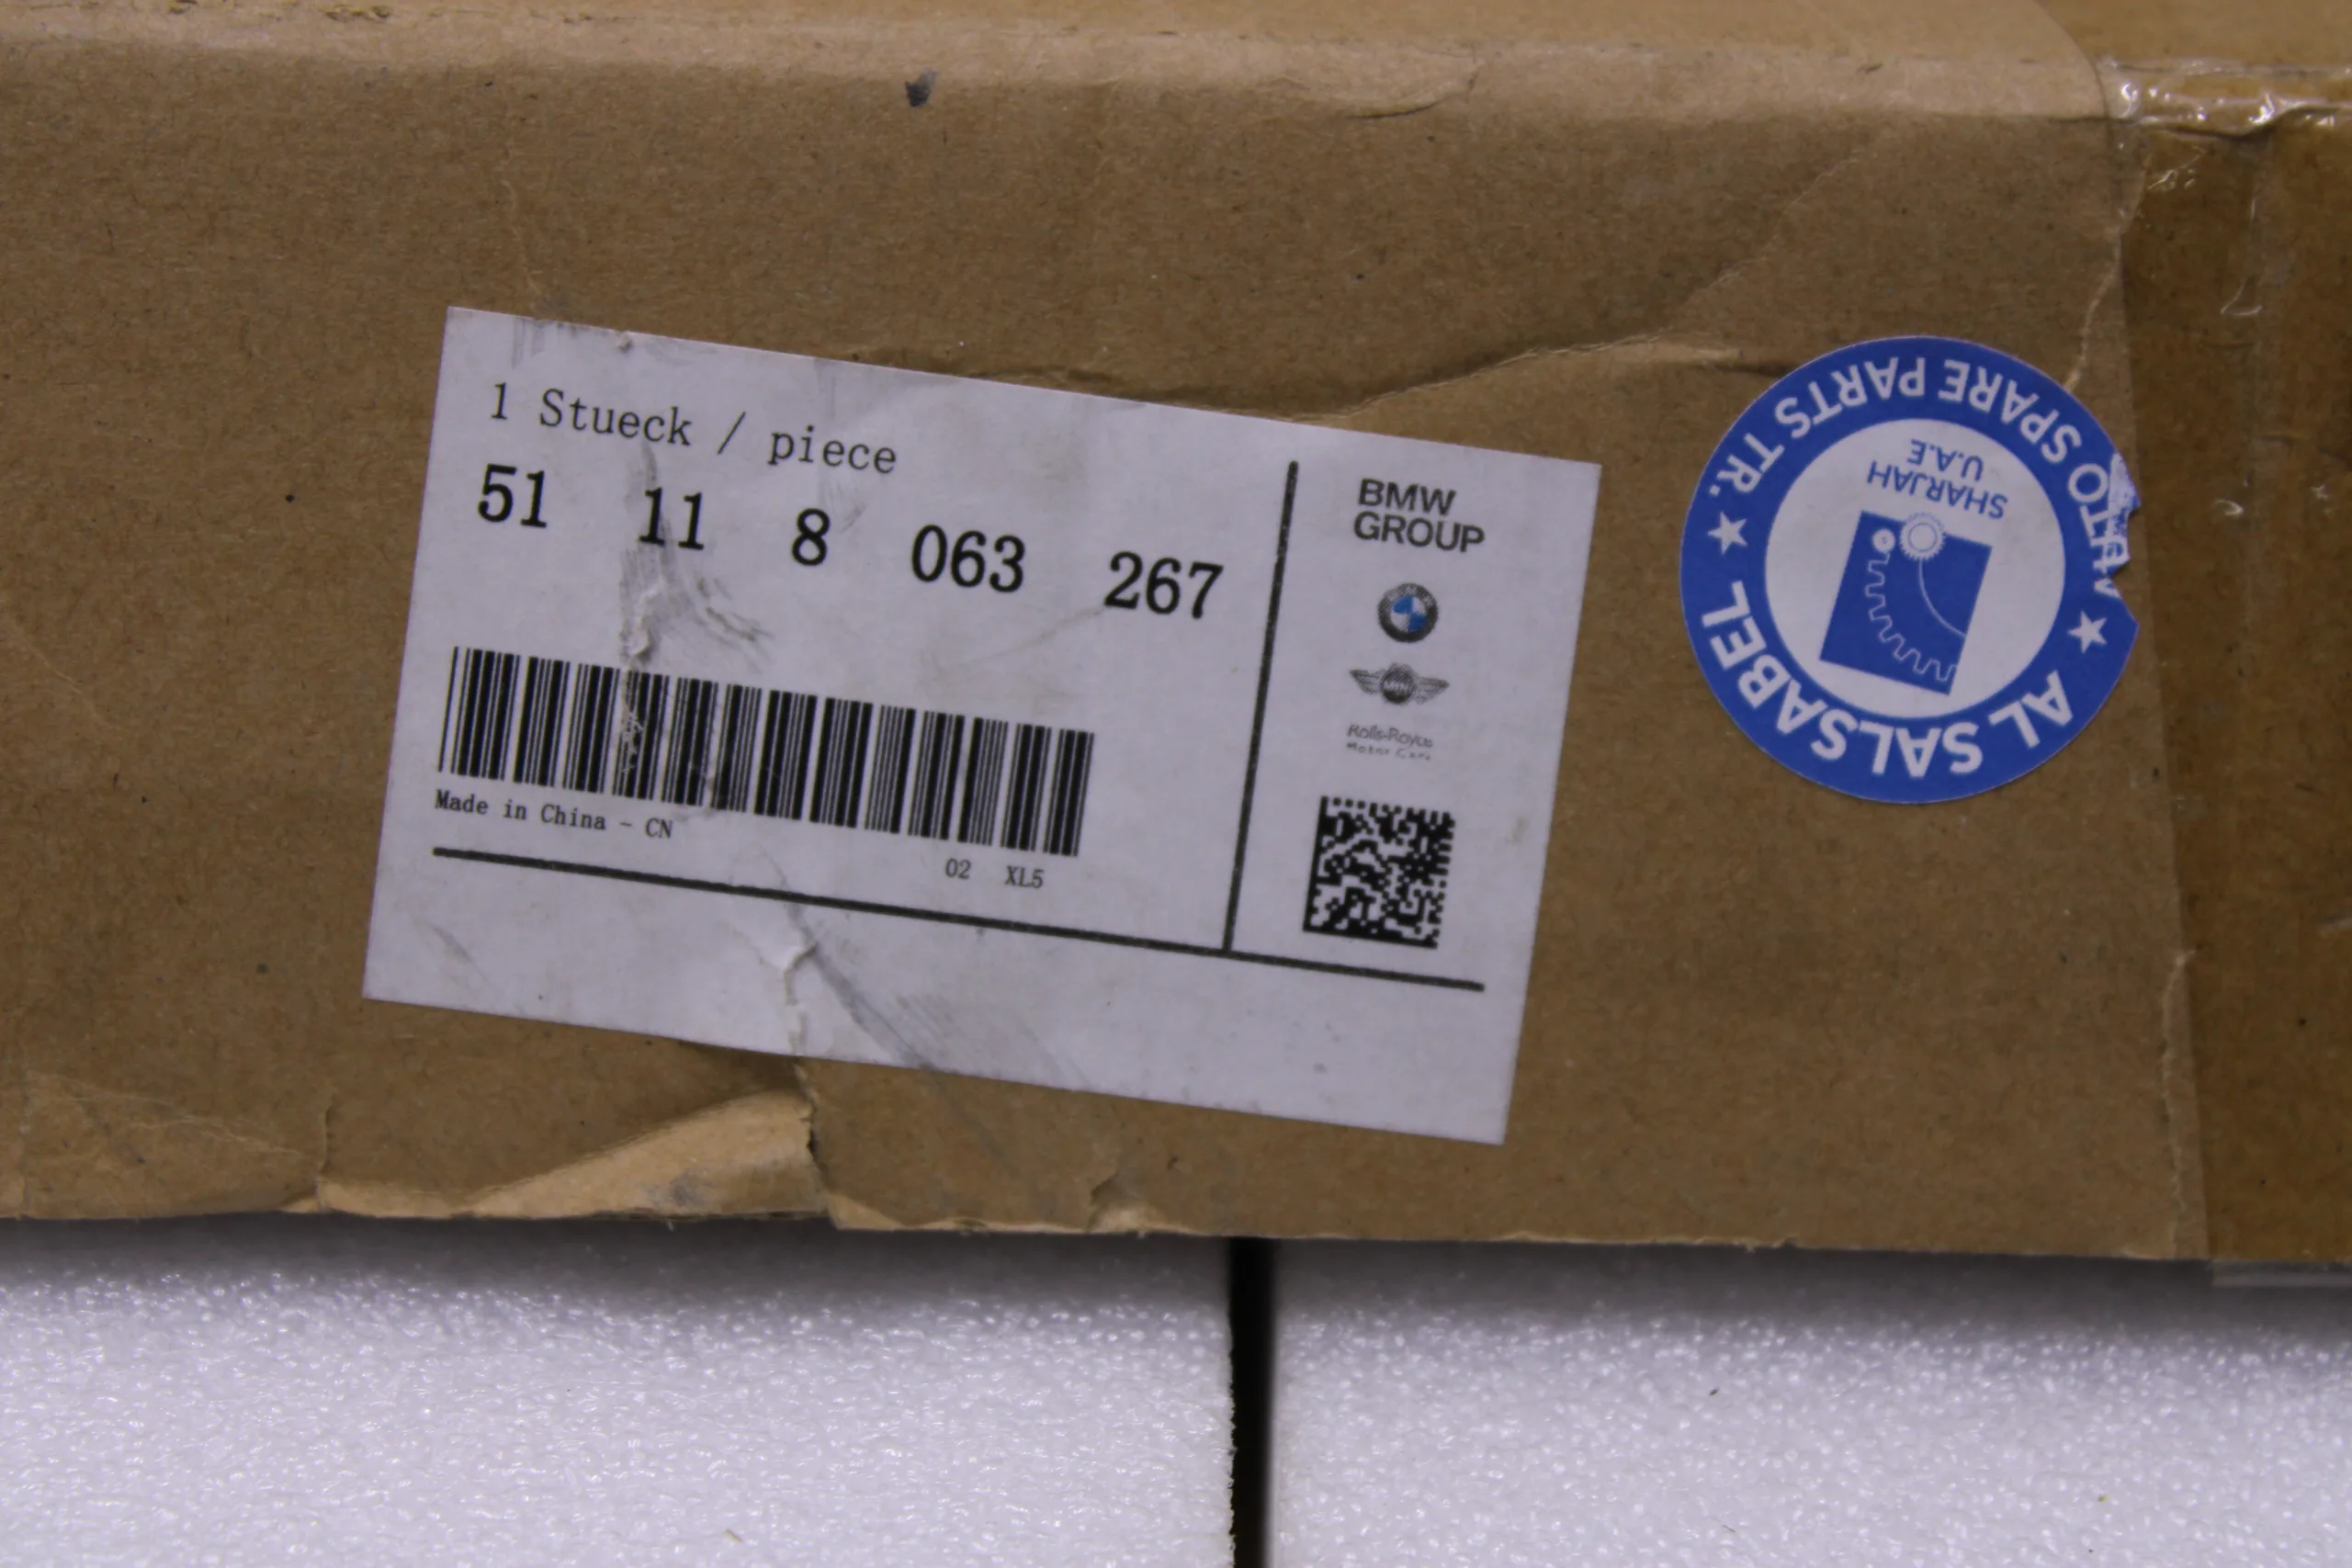 1 Stueck / piece
51 11 8 063 267
Made in China - CN
02 XL5
BMW
GROUP
MINI
Rolls-Royce
Motor Cars
AL SALSABEL
AUTO SPARE PARTS TR.
SHARJAH
U.A.E